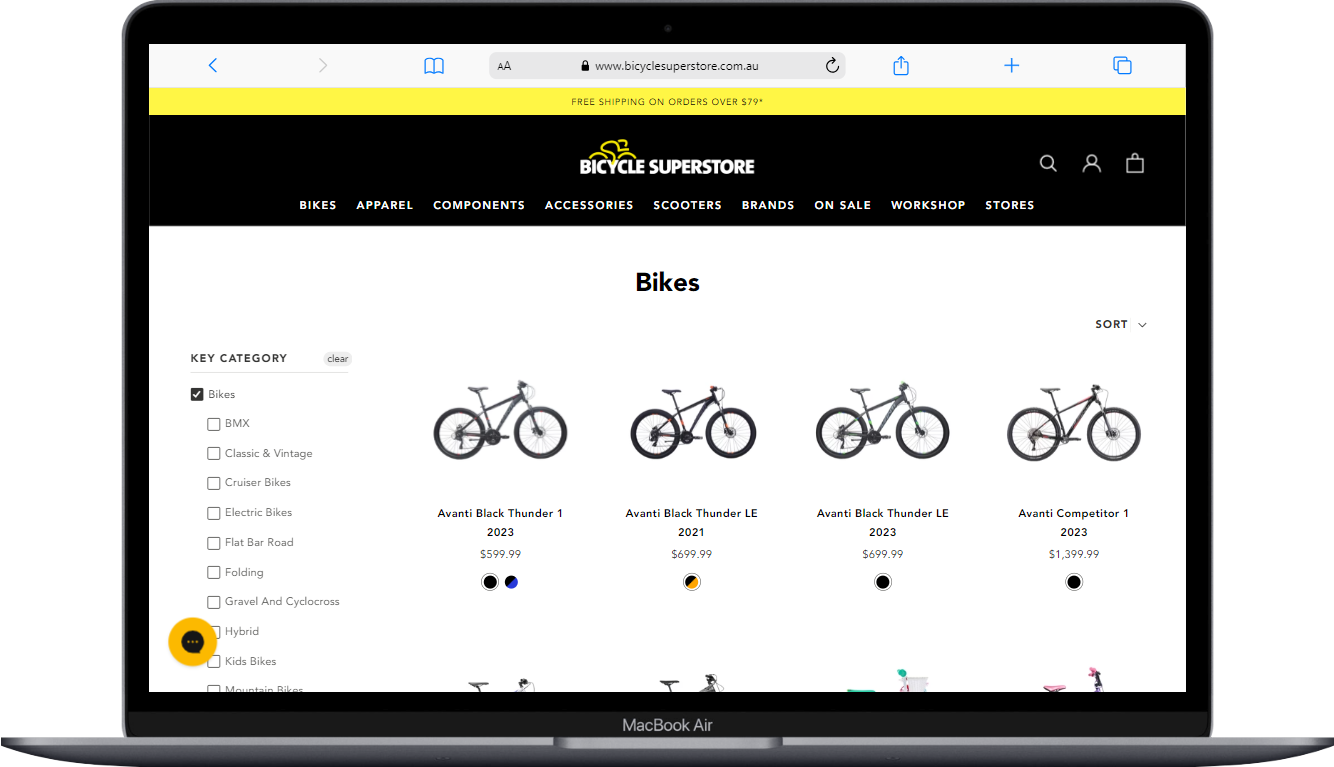 AA
www.bicyclesuperstore.com.au
FREE SHIPPING ON ORDERS OVER $79*
BICYCLE SUPERSTORE
BIKES APPAREL COMPONENTS ACCESSORIES SCOOTERS BRANDS ON SALE WORKSHOP STORES
Bikes
SORT
KEY CATEGORY clear
Bikes
BMX
Classic & Vintage
Cruiser Bikes
Electric Bikes
Flat Bar Road
Folding
Gravel And Cyclocross
Hybrid
Kids Bikes
Mountain Bikes
Avanti Black Thunder 1
2023
$599.99
Avanti Black Thunder LE
2021
$699.99
Avanti Black Thunder LE
2023
$699.99
Avanti Competitor 1
2023
$1,399.99
MacBook Air